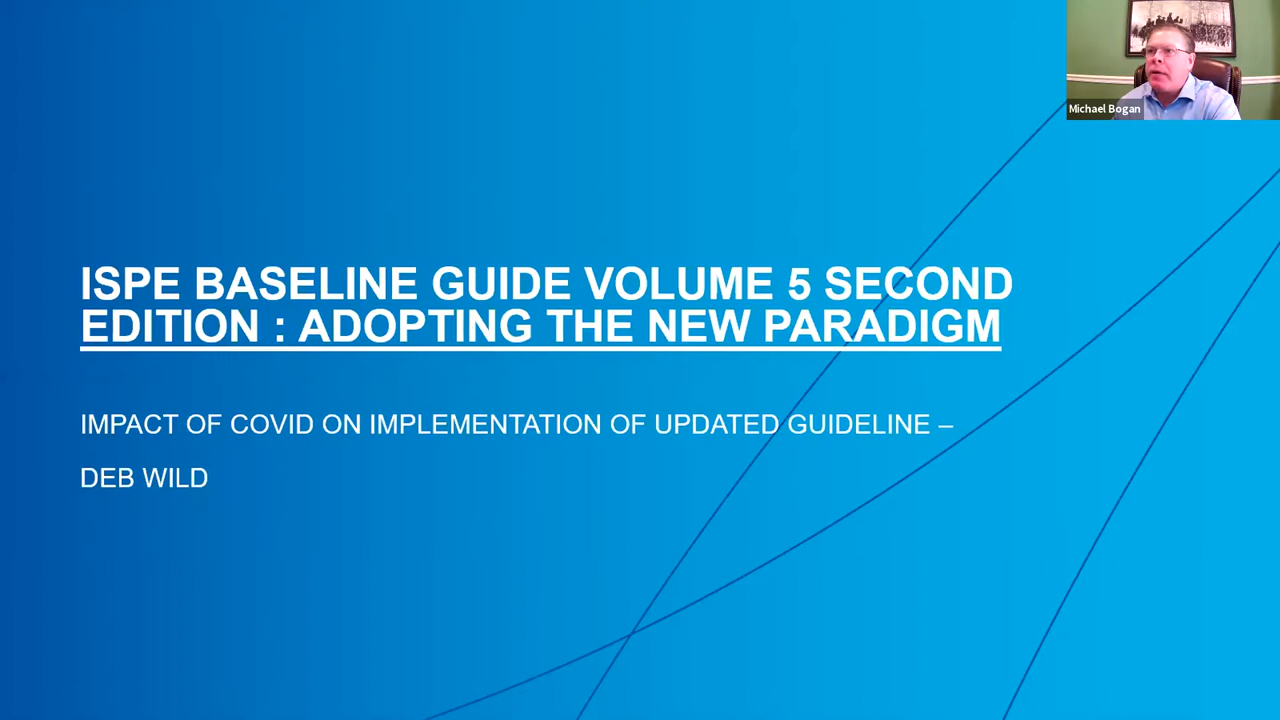 Michael Bogan
ISPE BASELINE GUIDE VOLUME 5 SECOND
EDITION : ADOPTING THE NEW PARADIGM
IMPACT OF COVID ON IMPLEMENTATION OF UPDATED GUIDELINE –
DEB WILD